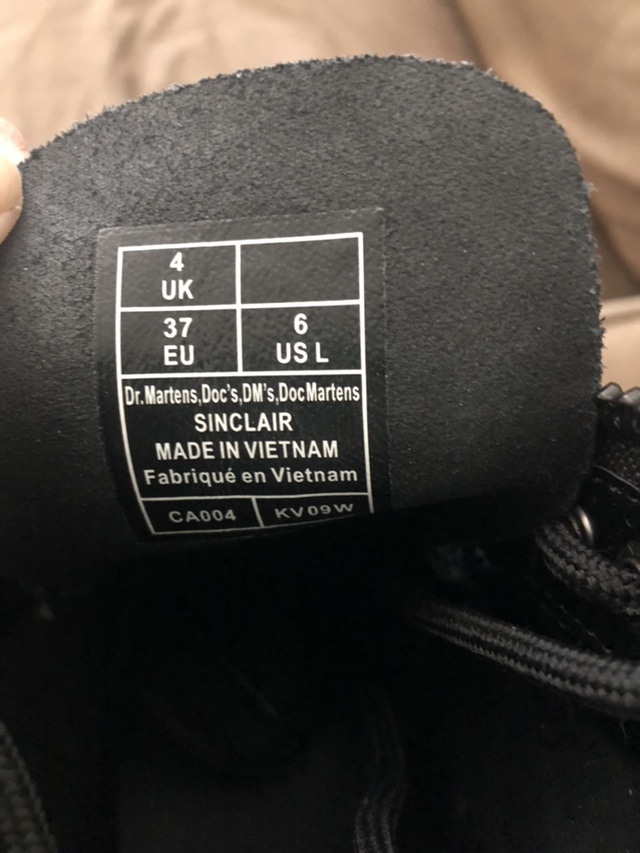 4
UK
37
EU
6
US L
Dr.Martens,Doc's,DM's,DocMartens
SINCLAIR
MADE IN VIETNAM
Fabriqué en Vietnam
CA004
KV09W